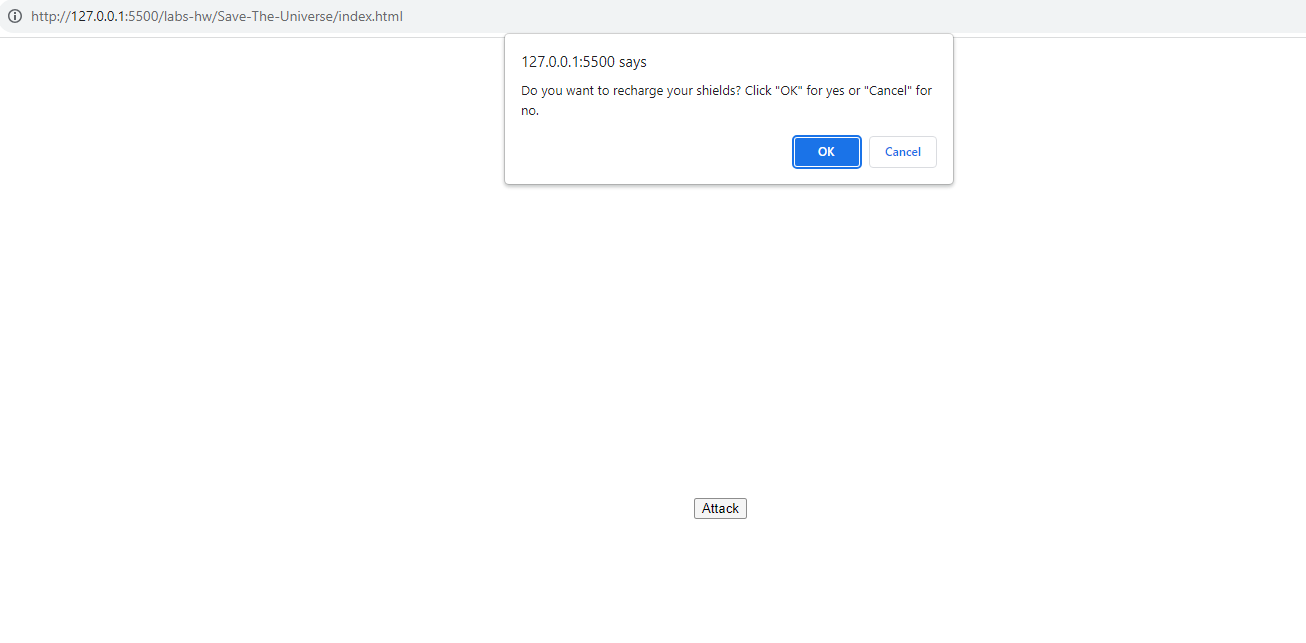 http://127.0.0.1:5500/labs-hw/Save-The-Universe/index.html
127.0.0.1:5500 says
Do you want to recharge your shields? Click "OK" for yes or "Cancel" for
no.
OK
Cancel
Attack